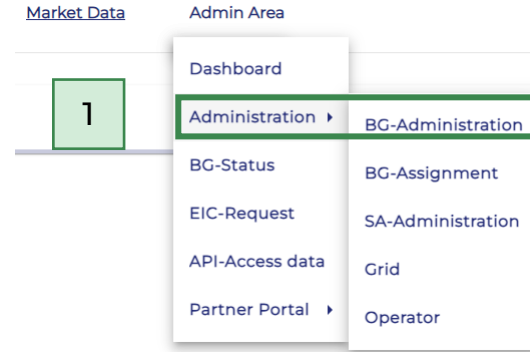 Market Data Admin Area
Dashboard
1
Administration
BG-Administration
BG-Status
BG-Assignment
EIC-Request
SA-Administration
API-Access data
Grid
Partner Portal
Operator